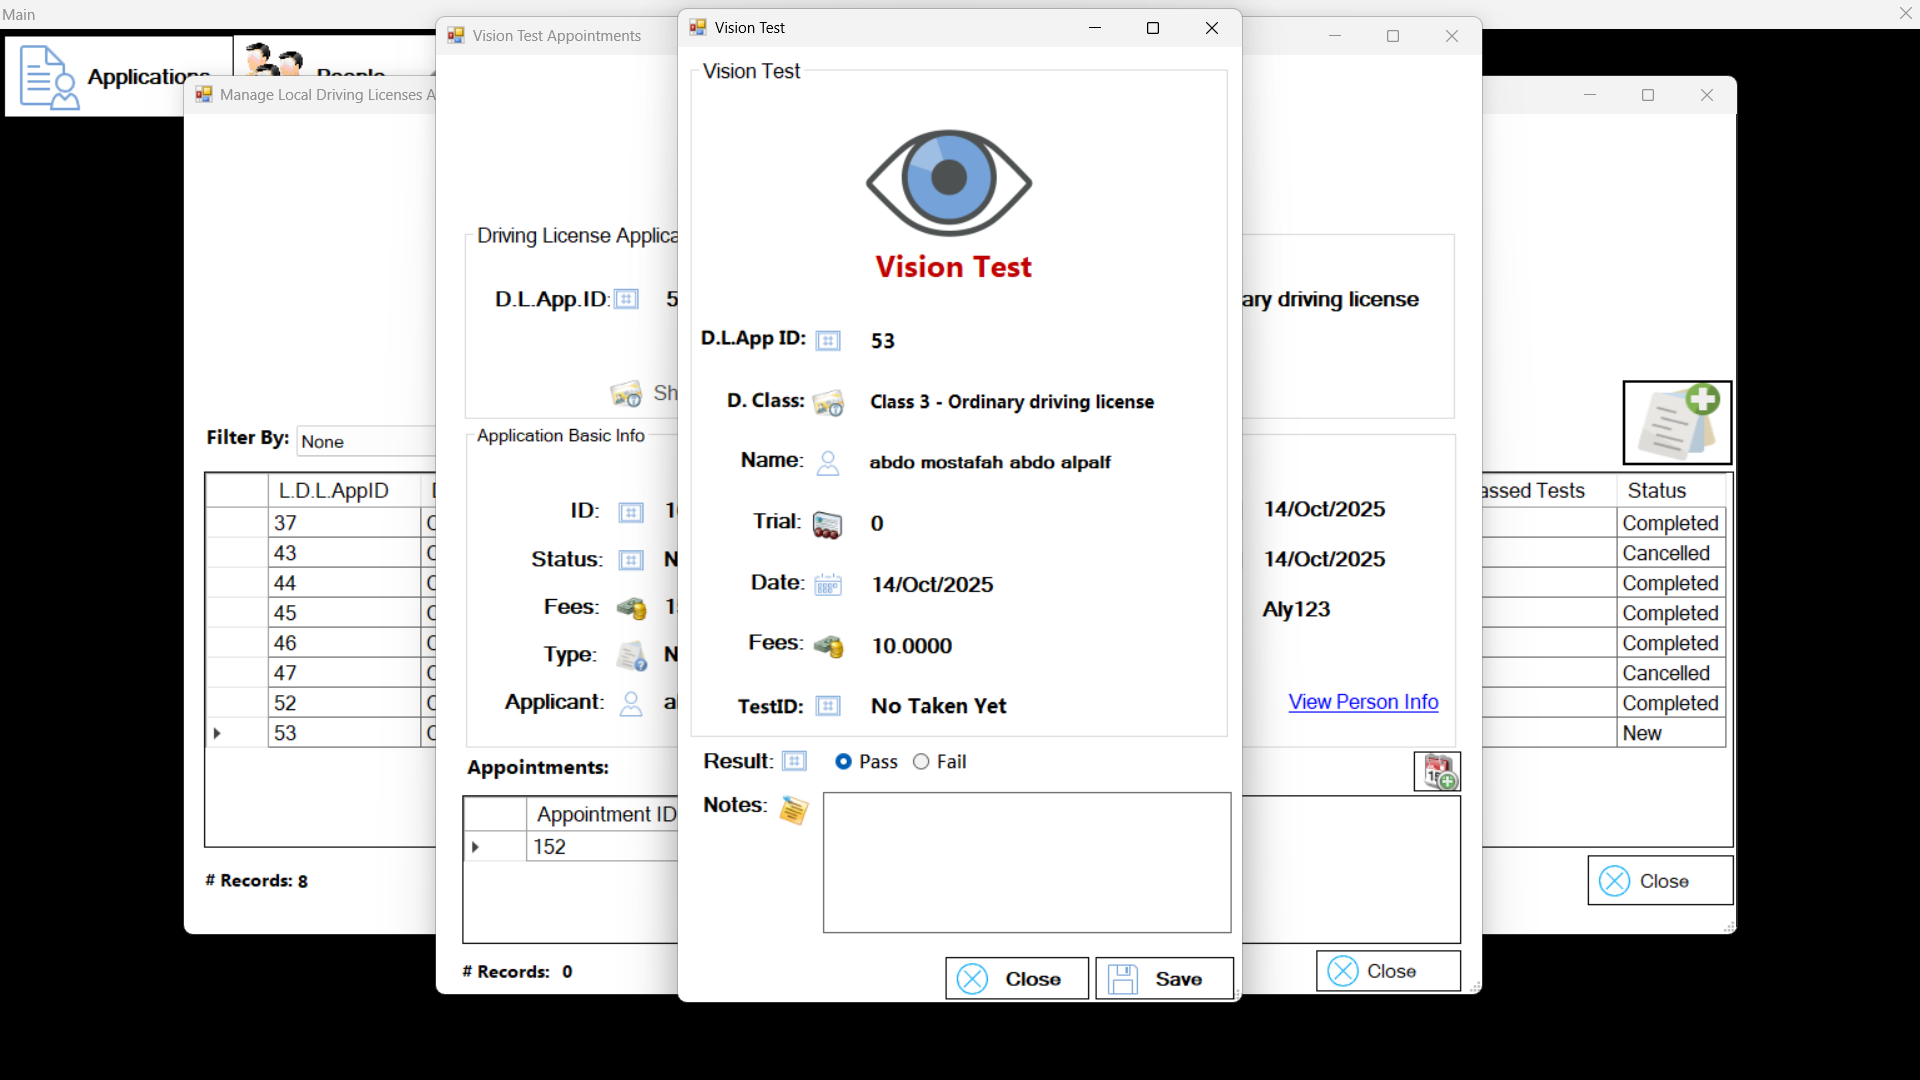 Main
Applications
People
Manage Local Driving Licenses A
Filter By: None
L.D.L.AppID
37
43
44
45
46
47
52
53
# Records: 8
assed Tests Status
Completed
Cancelled
Completed
Completed
Completed
Cancelled
Completed
New
Close
Vision Test Appointments
Driving License Applica
D.L.App.ID: 5
ary driving license
Sh
Application Basic Info
ID: 1
Status: N
Fees: 1
Type: N
Applicant: a
14/Oct/2025
14/Oct/2025
Aly123
View Person Info
Appointments:
Appointment ID
152
# Records: 0
Close
Vision Test
Vision Test
Vision Test
D.L.App ID: 53
D. Class: Class 3 - Ordinary driving license
Name: abdo mostafah abdo alpalf
Trial: 0
Date: 14/Oct/2025
Fees: 10.0000
TestID: No Taken Yet
Result: Pass Fail
Notes:
Close Save